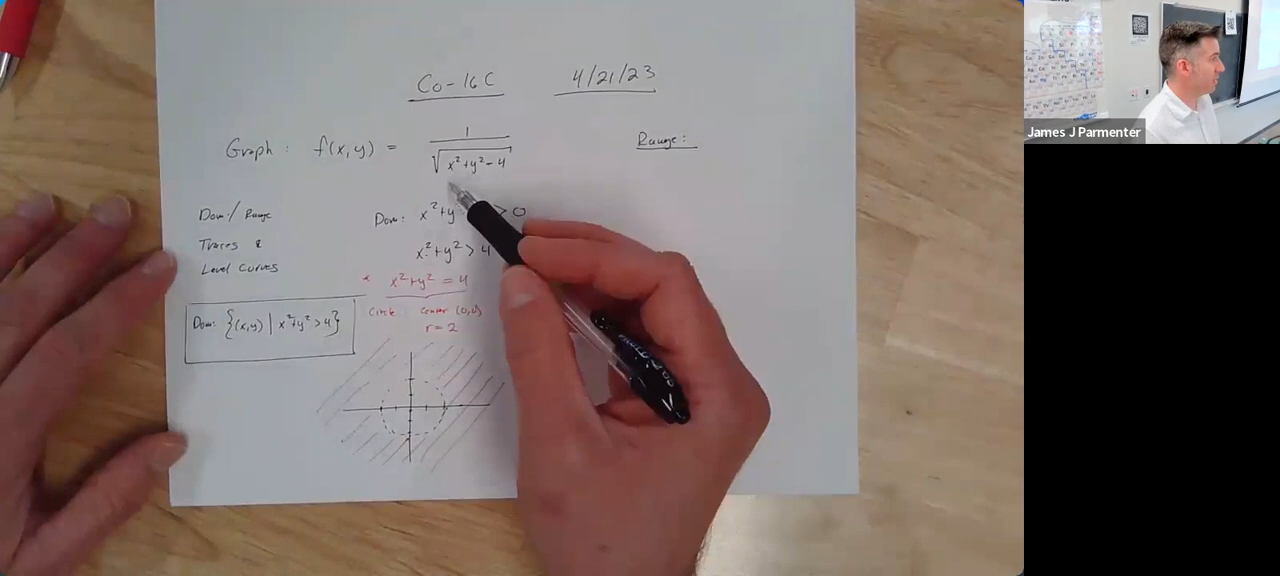 Co-16C 4/21/23
Graph: f(x,y) = 1/√(x²+y²-4)
Range:
Dom/Range
Traces &
Level Curves
Dom: x²+y > 0
x²+y² > 4
* x²+y² = 4
Circle center (0,0)
r=2
Dom: {(x,y) | x²+y²>4}
James J Parmenter